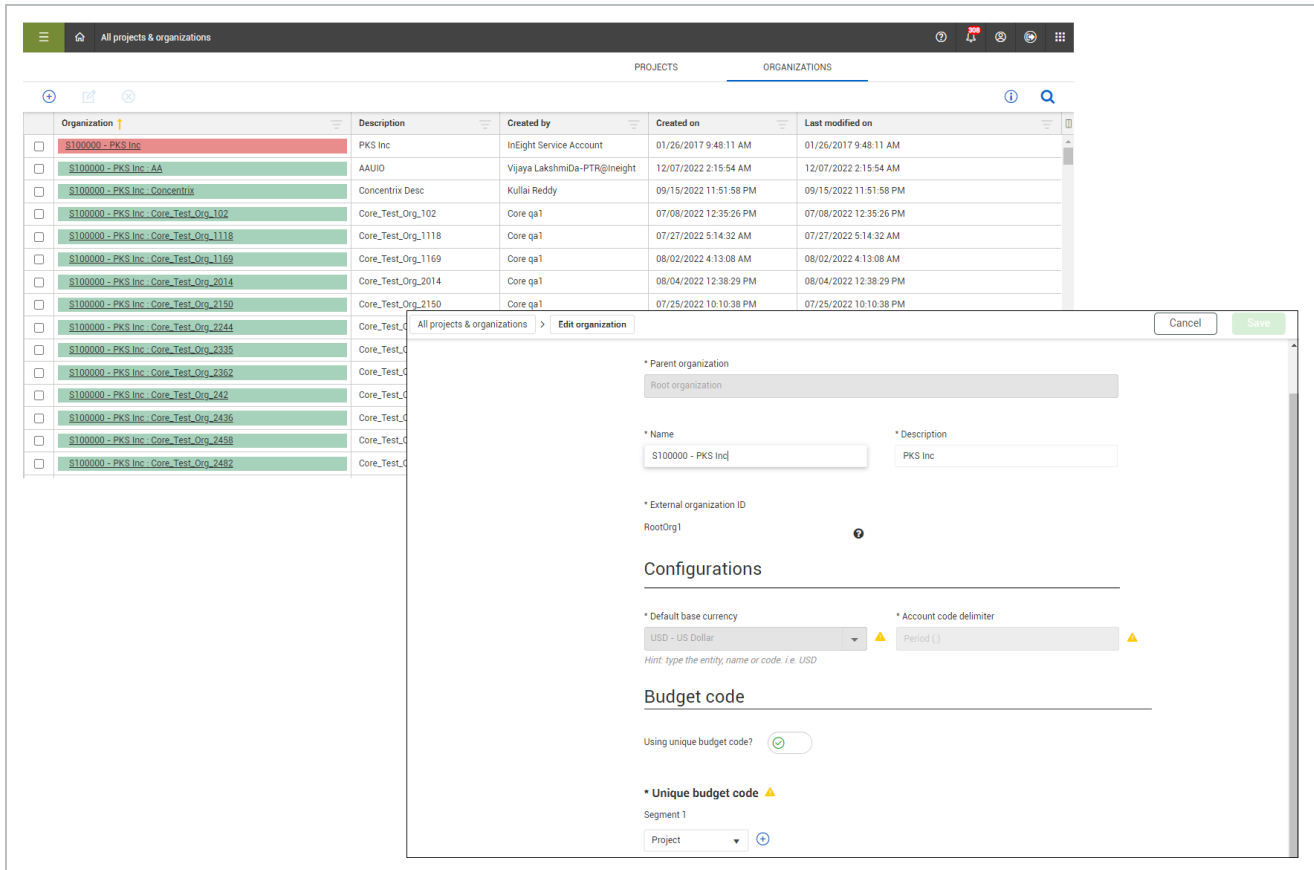 All projects & organizations 308
PROJECTS ORGANIZATIONS
Organization Description Created by Created on Last modified on
S100000 - PKS Inc PKS Inc InEight Service Account 01/26/2017 9:48:11 AM 01/26/2017 9:48:11 AM
S100000 - PKS Inc : AA AAUIO Vijaya LakshmiDa-PTR@Ineight 12/07/2022 2:15:54 AM 12/07/2022 2:15:54 AM
S100000 - PKS Inc : Concentrix Concentrix Desc Kullai Reddy 09/15/2022 11:51:58 PM 09/15/2022 11:51:58 PM
S100000 - PKS Inc : Core_Test_Org_102 Core_Test_Org_102 Core qa1 07/08/2022 12:35:26 PM 07/08/2022 12:35:26 PM
S100000 - PKS Inc : Core_Test_Org_1118 Core_Test_Org_1118 Core qa1 07/27/2022 5:14:32 AM 07/27/2022 5:14:32 AM
S100000 - PKS Inc : Core_Test_Org_1169 Core_Test_Org_1169 Core qa1 08/02/2022 4:13:08 AM 08/02/2022 4:13:08 AM
S100000 - PKS Inc : Core_Test_Org_2014 Core_Test_Org_2014 Core qa1 08/04/2022 12:38:29 PM 08/04/2022 12:38:29 PM
S100000 - PKS Inc : Core_Test_Org_2150 Core_Test_Org_2150 Core qa1 07/25/2022 10:10:38 PM 07/25/2022 10:10:38 PM
S100000 - PKS Inc : Core_Test_Org_2244 Core_Test_O
S100000 - PKS Inc : Core_Test_Org_2335 Core_Test_O
S100000 - PKS Inc : Core_Test_Org_2362 Core_Test_O
S100000 - PKS Inc : Core_Test_Org_242 Core_Test_O
S100000 - PKS Inc : Core_Test_Org_2436 Core_Test_O
S100000 - PKS Inc : Core_Test_Org_2458 Core_Test_O
S100000 - PKS Inc : Core_Test_Org_2482 Core_Test_O
All projects & organizations > Edit organization Cancel Save
* Parent organization
Root organization
* Name * Description
S100000 - PKS Inc PKS Inc
* External organization ID
RootOrg1
Configurations
* Default base currency * Account code delimiter
USD - US Dollar Period (.)
Hint: type the entity, name or code. i.e. USD
Budget code
Using unique budget code?
* Unique budget code
Segment 1
Project